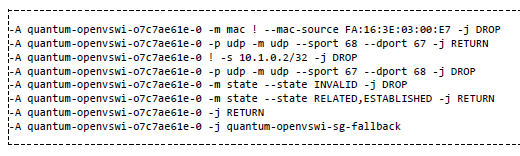 -A quantum-openvswi-o7c7ae61e-0 -m mac ! --mac-source FA:16:3E:03:00:E7 -j DROP
-A quantum-openvswi-o7c7ae61e-0 -p udp -m udp --sport 68 --dport 67 -j RETURN
-A quantum-openvswi-o7c7ae61e-0 ! -s 10.1.0.2/32 -j DROP
-A quantum-openvswi-o7c7ae61e-0 -p udp -m udp --sport 67 --dport 68 -j DROP
-A quantum-openvswi-o7c7ae61e-0 -m state --state INVALID -j DROP
-A quantum-openvswi-o7c7ae61e-0 -m state --state RELATED,ESTABLISHED -j RETURN
-A quantum-openvswi-o7c7ae61e-0 -j RETURN
-A quantum-openvswi-o7c7ae61e-0 -j quantum-openvswi-sg-fallback